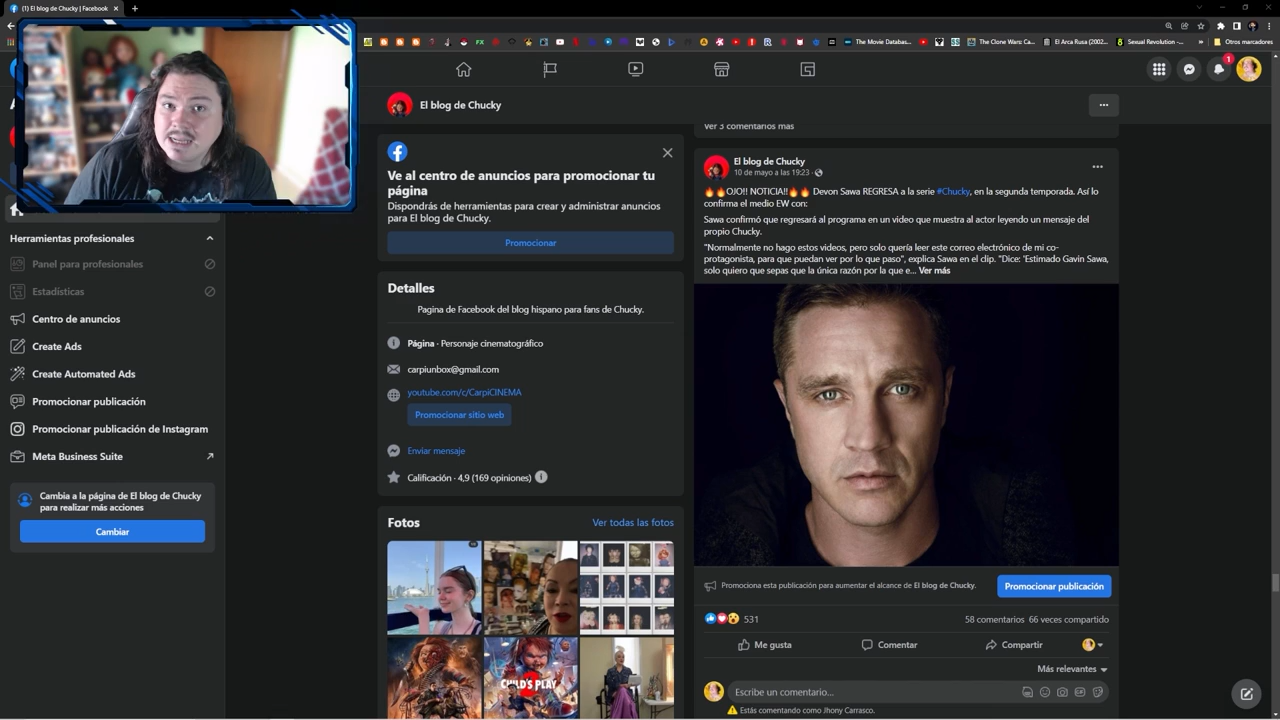 (1) El blog de Chucky | Facebook
FX
The Movie Databas...
The Clone Wars: Ca...
El Arca Rusa (2002...
Sexual Revolution -...
Otros marcadores
1
El blog de Chucky
Ver 3 comentarios más
Ve al centro de anuncios para promocionar tu
página
Dispondrás de herramientas para crear y administrar anuncios
para El blog de Chucky.
Promocionar
Herramientas profesionales
Panel para profesionales
Estadísticas
Centro de anuncios
Create Ads
Create Automated Ads
Promocionar publicación
Promocionar publicación de Instagram
Meta Business Suite
Cambia a la página de El blog de Chucky
para realizar más acciones
Cambiar
Detalles
Pagina de Facebook del blog hispano para fans de Chucky.
Página · Personaje cinematográfico
carpiunbox@gmail.com
youtube.com/c/CarpiCINEMA
Promocionar sitio web
Enviar mensaje
Calificación · 4,9 (169 opiniones)
Fotos
Ver todas las fotos
CHILD'S PLAY
El blog de Chucky
10 de mayo a las 19:23 ·
🔥🔥OJO!! NOTICIA!!🔥🔥 Devon Sawa REGRESA a la serie #Chucky, en la segunda temporada. Así lo
confirma el medio EW con:
Sawa confirmó que regresará al programa en un video que muestra al actor leyendo un mensaje del
propio Chucky.
"Normalmente no hago estos videos, pero solo quería leer este correo electrónico de mi co-
protagonista, para que puedan ver por lo que paso", explica Sawa en el clip. "Dice: 'Estimado Gavin Sawa,
solo quiero que sepas que la única razón por la que e... Ver más
Promociona esta publicación para aumentar el alcance de El blog de Chucky.
Promocionar publicación
531
58 comentarios 66 veces compartido
Me gusta
Comentar
Compartir
Más relevantes
Escribe un comentario...
Estás comentando como Jhony Carrasco.